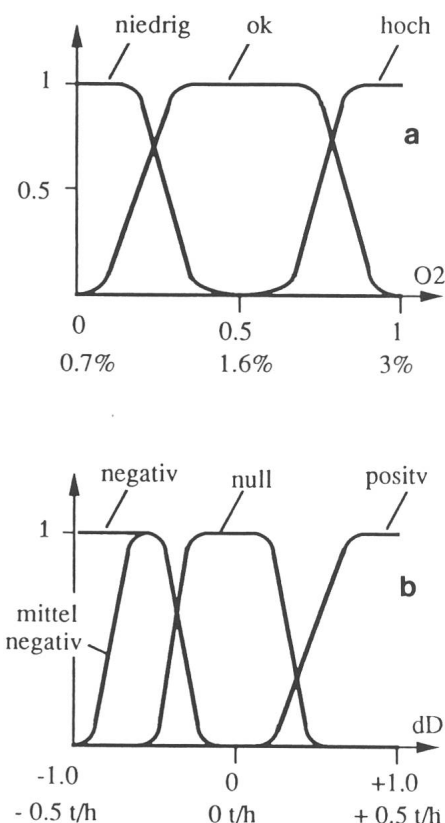 niedrig ok hoch
1
a
0.5
O2
0 0.5 1
0.7% 1.6% 3%
negativ null positv
1
b
mittel
negativ
dD
-1.0 0 +1.0
- 0.5 t/h 0 t/h + 0.5 t/h